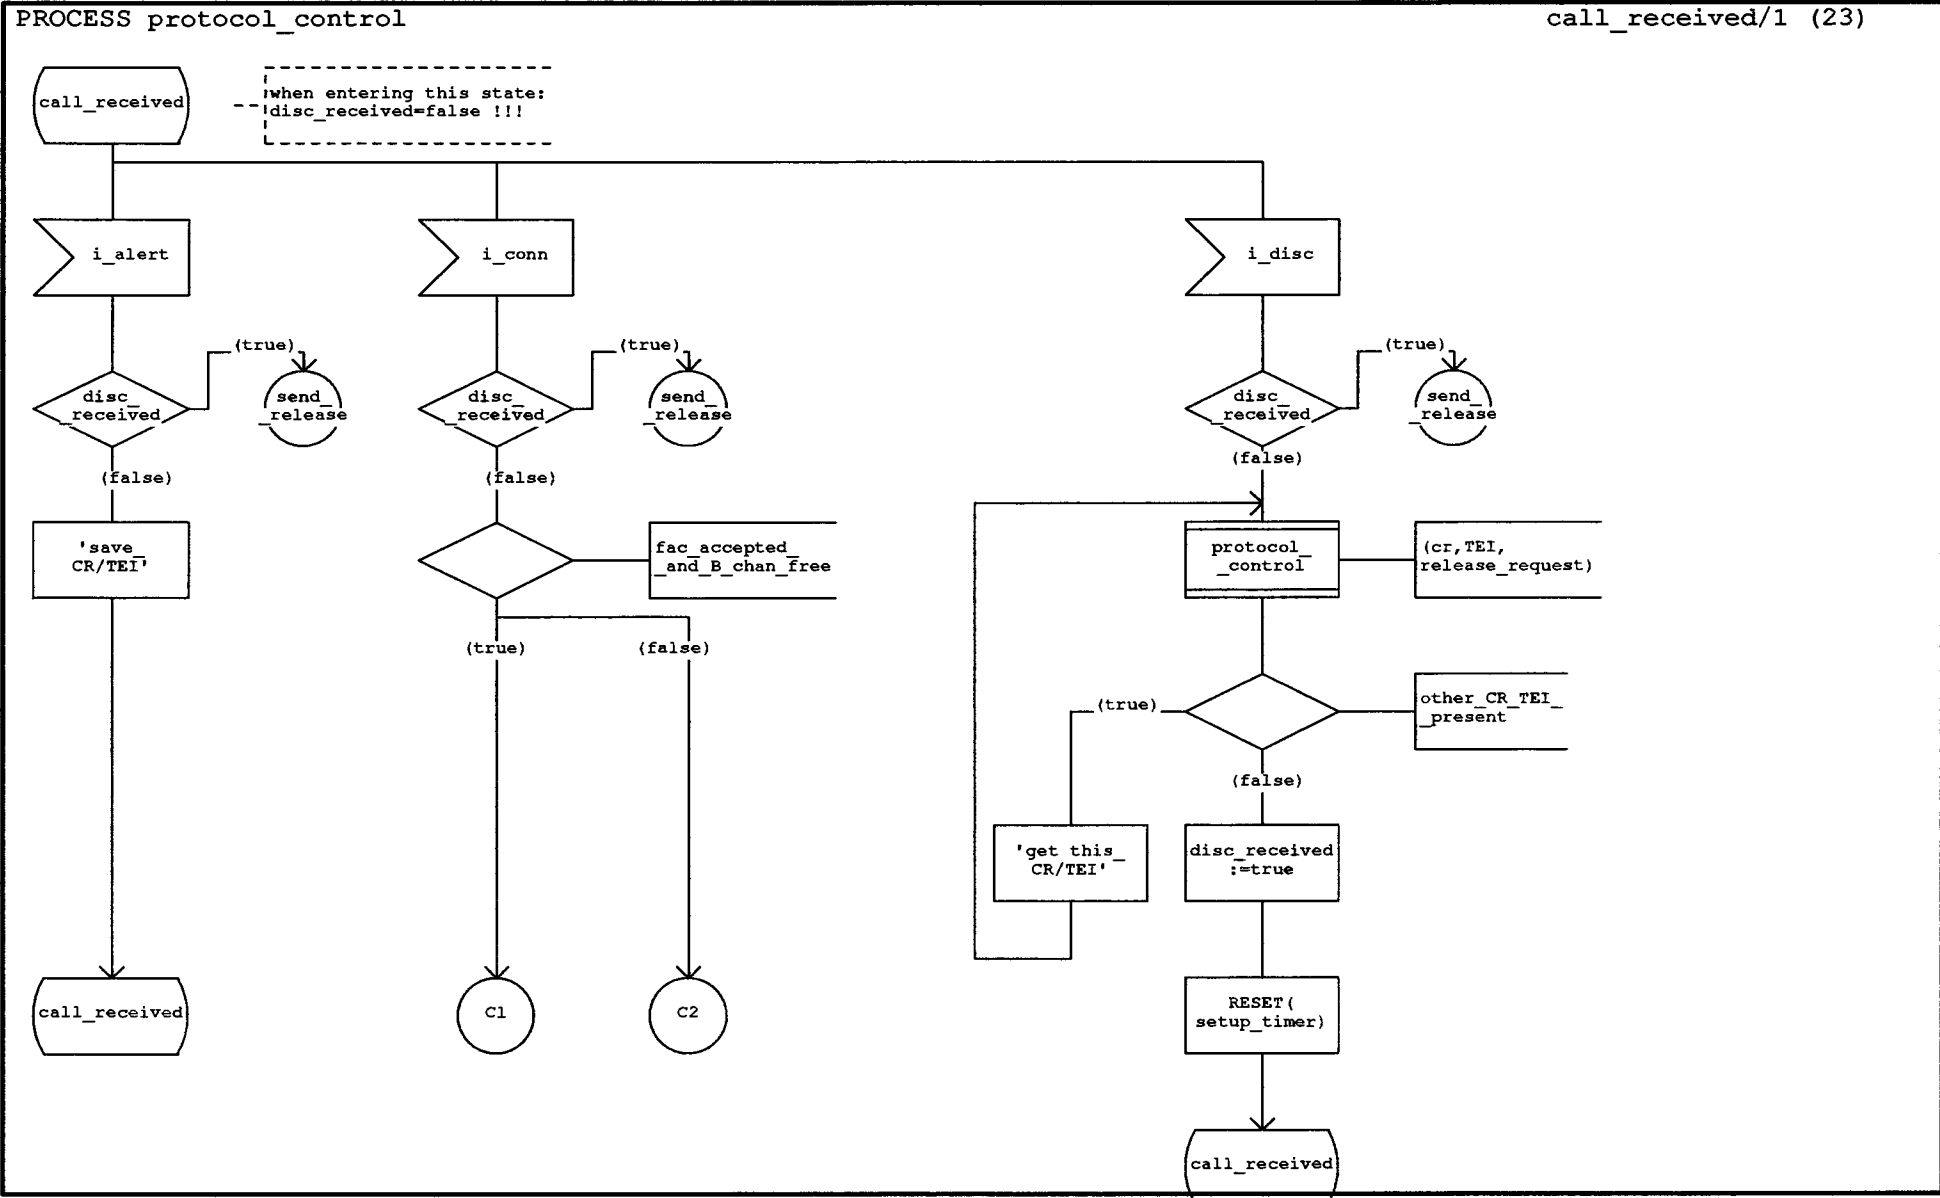 PROCESS protocol_control
call_received/1 (23)
call_received
when entering this state:
disc_received=false !!!
i_alert
i_conn
i_disc
(true)
(true)
(true)
disc_
_received
send_
_release
disc_
_received
send_
_release
disc_
_received
send_
_release
(false)
(false)
(false)
'save_
CR/TEI'
fac_accepted_
_and_B_chan_free
protocol_
_control
(cr,TEI,
release_request)
(true)
(false)
(true)
other_CR_TEI_
_present
(false)
'get this_
CR/TEI'
disc_received
:=true
call_received
C1
C2
RESET(
setup_timer)
call_received